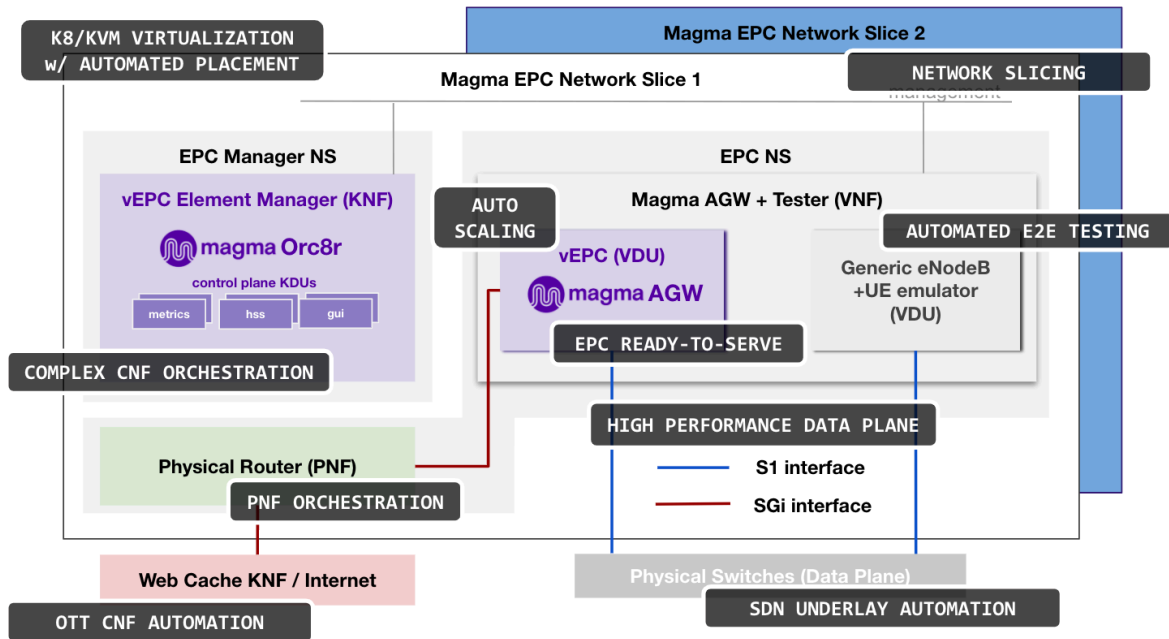 K8/KVM VIRTUALIZATION
w/ AUTOMATED PLACEMENT
Magma EPC Network Slice 2
Magma EPC Network Slice 1
NETWORK SLICING
management
EPC Manager NS
EPC NS
vEPC Element Manager (KNF)
magma Orc8r
control plane KDUs
metrics
hss
gui
COMPLEX CNF ORCHESTRATION
AUTO
SCALING
Magma AGW + Tester (VNF)
AUTOMATED E2E TESTING
vEPC (VDU)
magma AGW
Generic eNodeB
+UE emulator
(VDU)
EPC READY-TO-SERVE
HIGH PERFORMANCE DATA PLANE
Physical Router (PNF)
PNF ORCHESTRATION
S1 interface
SGi interface
Web Cache KNF / Internet
OTT CNF AUTOMATION
Physical Switches (Data Plane)
SDN UNDERLAY AUTOMATION